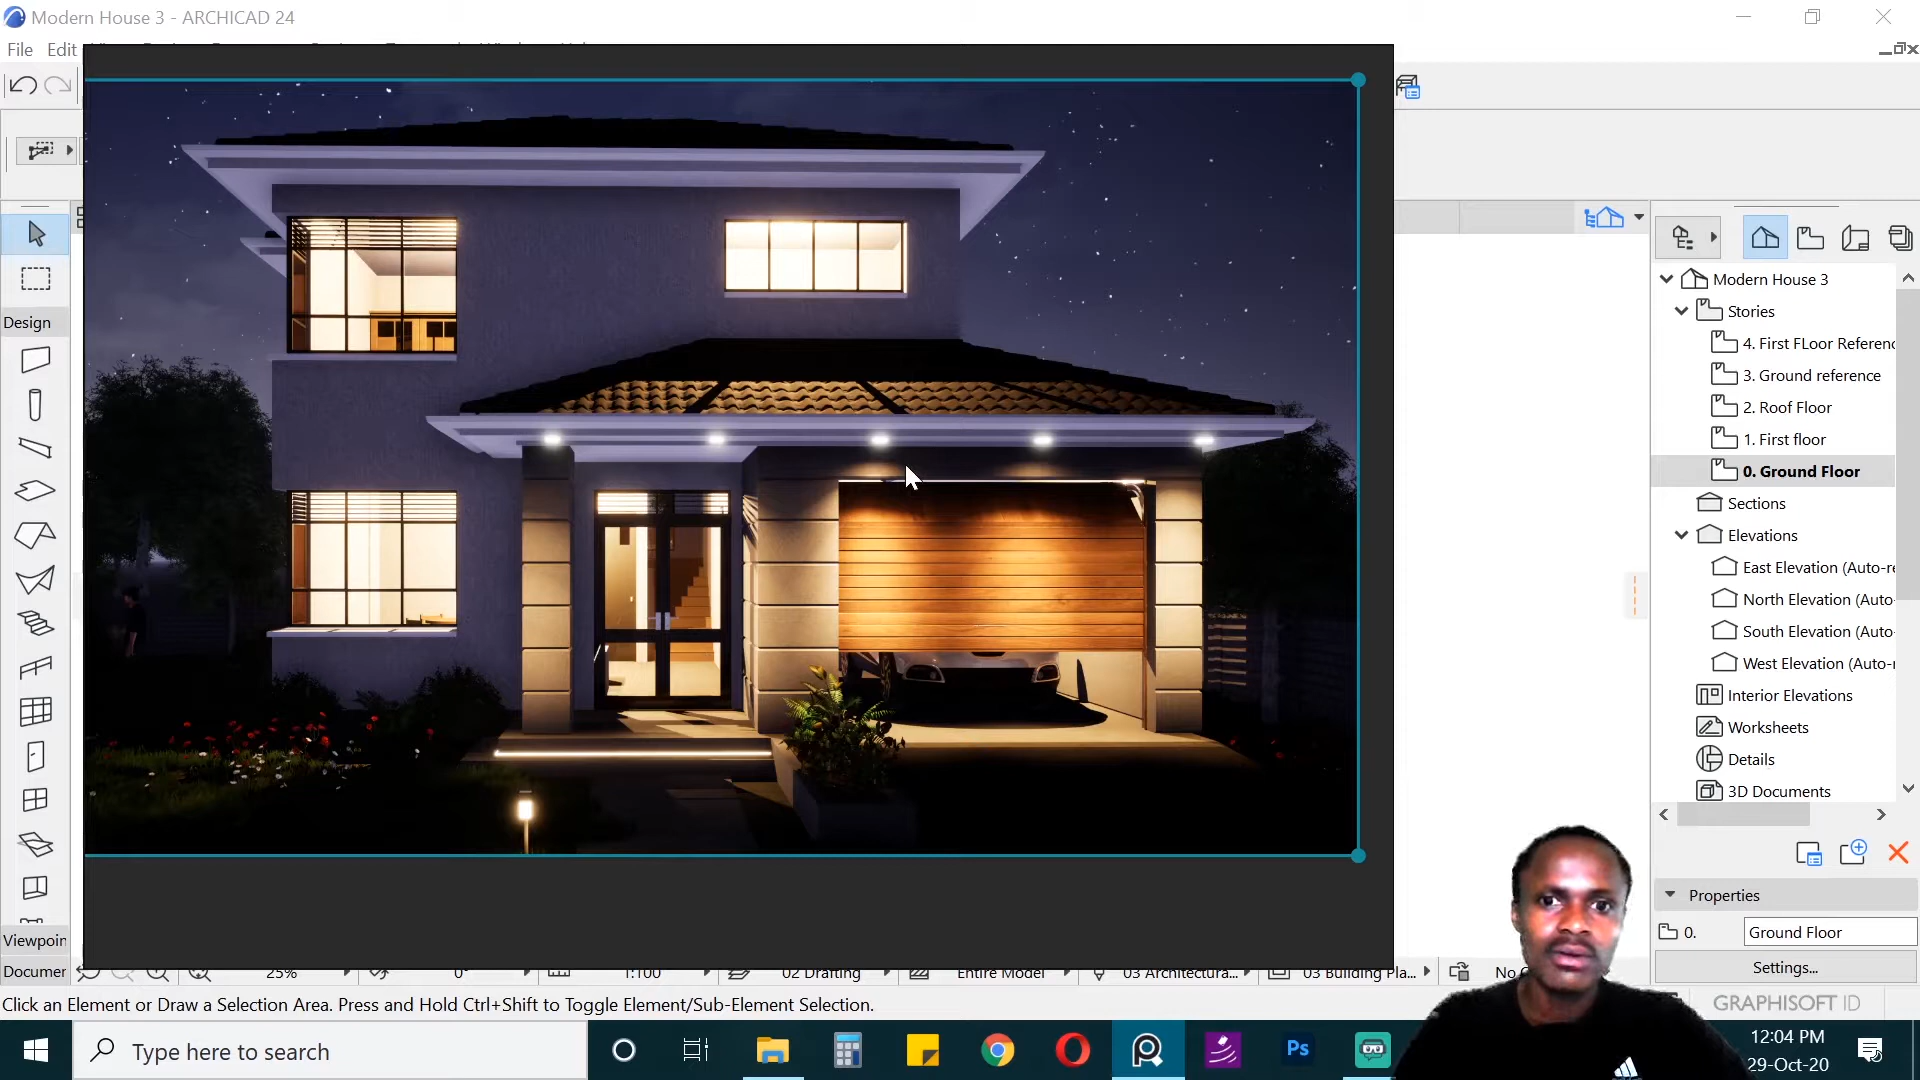 Modern House 3 - ARCHICAD 24
File Edit
Design
Viewpoin
Documen
Modern House 3
Stories
4. First FLoor Referenc
3. Ground reference
2. Roof Floor
1. First floor
0. Ground Floor
Sections
Elevations
East Elevation (Auto-re
North Elevation (Auto-
South Elevation (Auto-
West Elevation (Auto-r
Interior Elevations
Worksheets
Details
3D Documents
Properties
0. Ground Floor
Settings...
25% 0° 1:100 02 Drafting Entire Model 03 Architectura... 03 Building Pla... No
Click an Element or Draw a Selection Area. Press and Hold Ctrl+Shift to Toggle Element/Sub-Element Selection.
GRAPHISOFT ID
Type here to search
Ps
12:04 PM
29-Oct-20